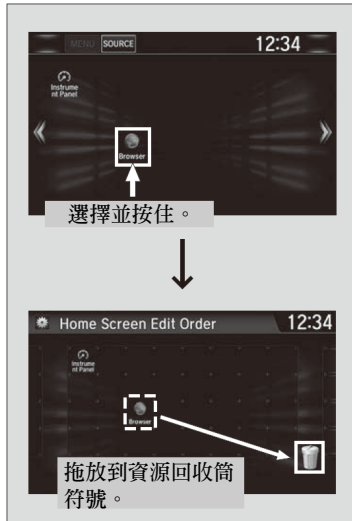 MENU SOURCE 12:34
Instrume
nt Panel
Browser
選擇並按住。
Home Screen Edit Order 12:34
Instrume
nt Panel
Browser
拖放到資源回收筒
符號。